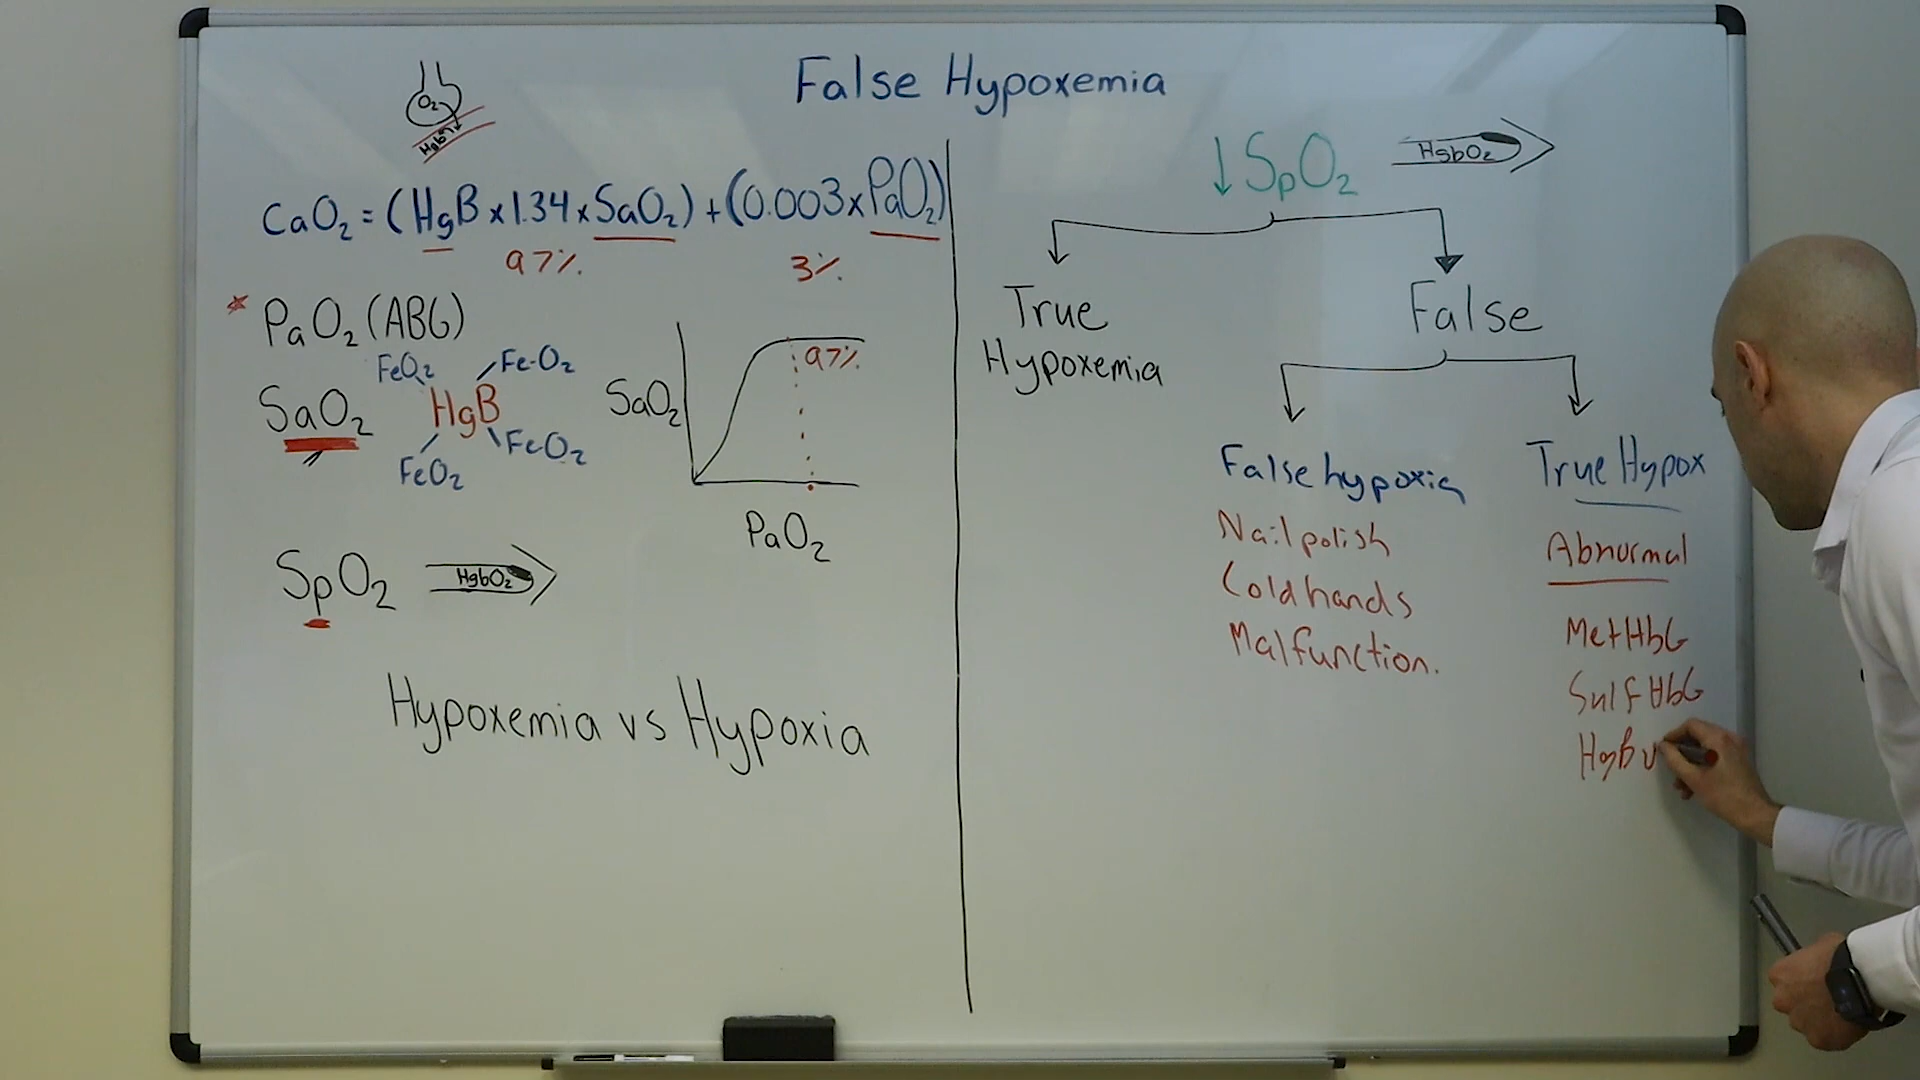 False Hypoxemia
O₂
Hgb
CaO₂ = (HgB x 1.34 x SaO₂) + (0.003 x PaO₂)
97%
3%
* PaO₂ (ABG)
FeO₂
Fe-O₂
SaO₂
HgB
FeO₂
FeO₂
SaO₂
97%
PaO₂
SpO₂
HgbO₂
Hypoxemia vs Hypoxia
↓SpO₂
HgbO₂
True
Hypoxemia
False
False hypoxia
Nail polish
Cold hands
Malfunction.
True Hypox
Abnormal
MetHbG
SulfHbG
HgB